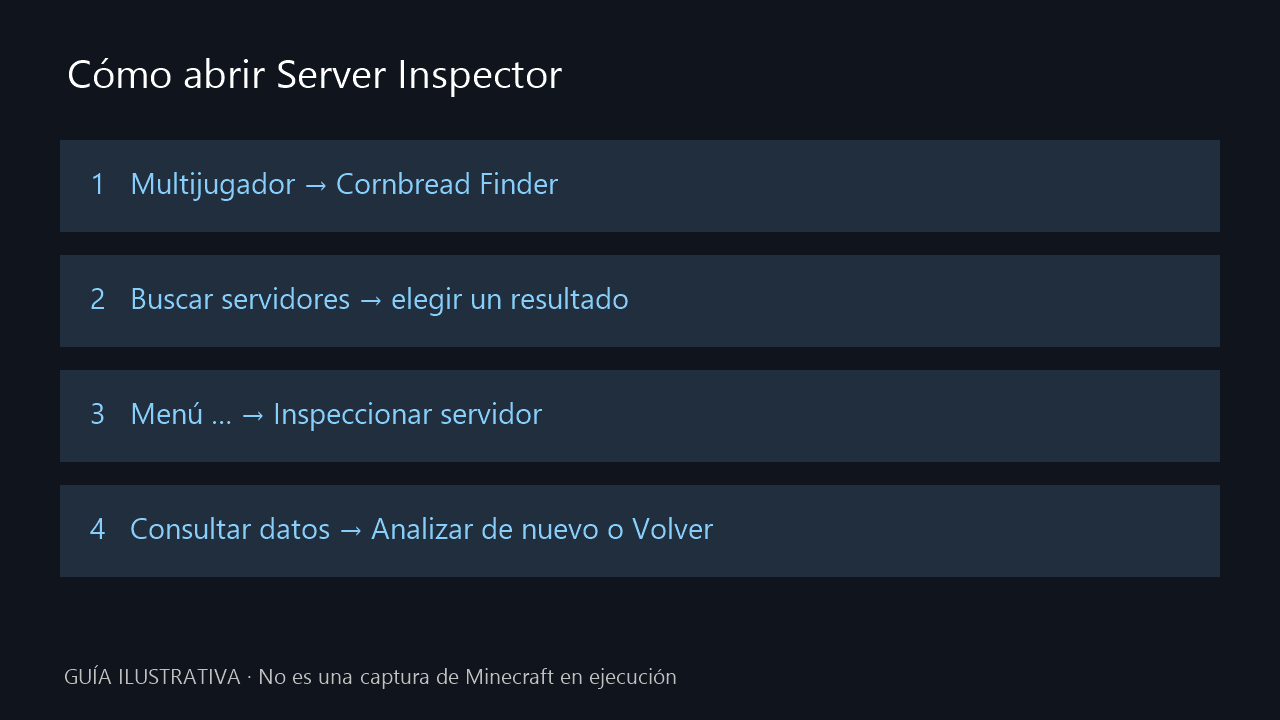 Cómo abrir Server Inspector
1 Multijugador → Cornbread Finder
2 Buscar servidores → elegir un resultado
3 Menú ... → Inspeccionar servidor
4 Consultar datos → Analizar de nuevo o Volver
GUÍA ILUSTRATIVA · No es una captura de Minecraft en ejecución